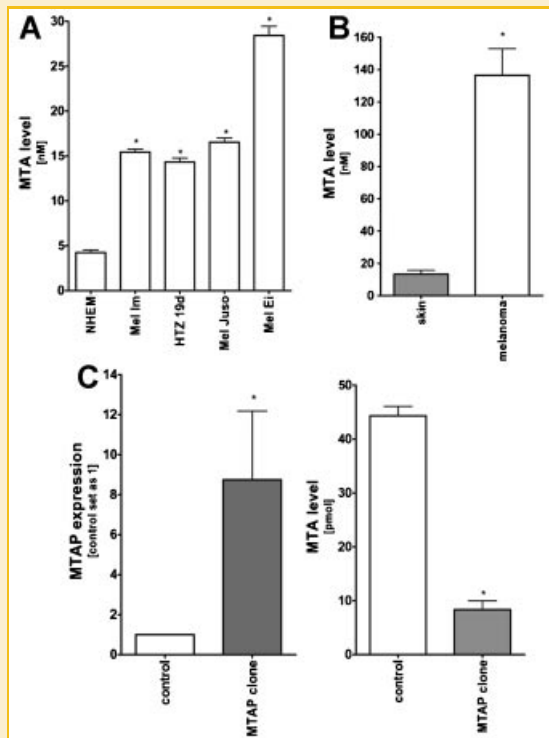 A
MTA level
[nM]
30
25
20
15
10
5
0
*
*
*
*
NHEM
Mel Im
HTZ 19d
Mel Juso
Mel Ei
B
MTA level
[nM]
160
140
120
100
80
60
40
20
0
*
skin
melanoma
C
MTAP expression
[control set as 1]
14
12
10
8
6
4
2
0
*
control
MTAP clone
MTA level
[pmol]
50
40
30
20
10
0
*
control
MTAP clone